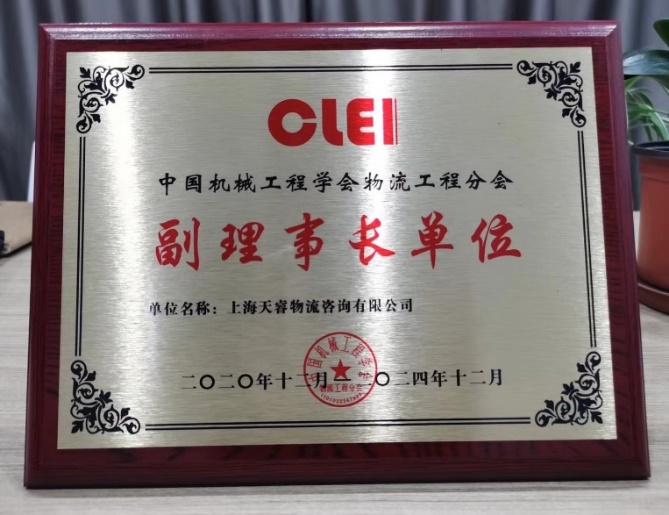 CLEI
中国机械工程学会物流工程分会
副理事长单位
单位名称：上海天睿物流咨询有限公司
二〇二〇年十二月—二〇二四年十二月